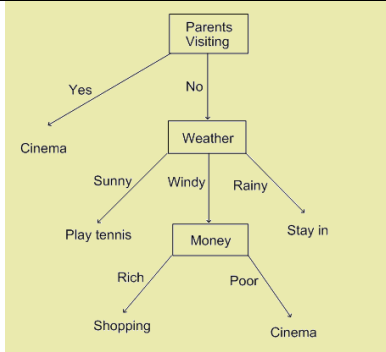 Parents
Visiting
Yes
No
Cinema
Weather
Sunny
Windy
Rainy
Play tennis
Money
Stay in
Rich
Poor
Shopping
Cinema